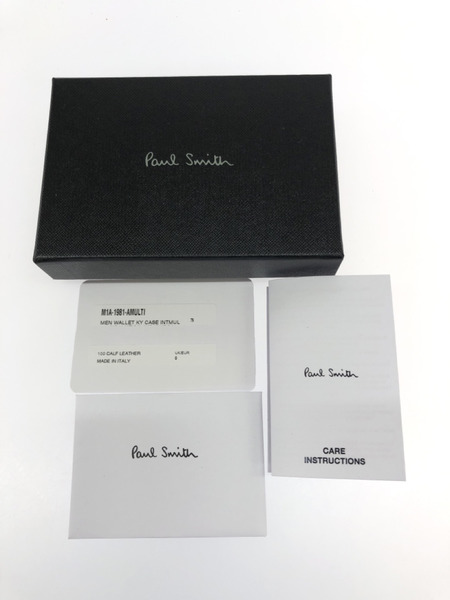 Paul Smith
M1A-1981-AMULTI
MEN WALLET KY CASE INTMUL
100 CALF LEATHER
MADE IN ITALY
Paul Smith
CARE
INSTRUCTIONS
Paul Smith